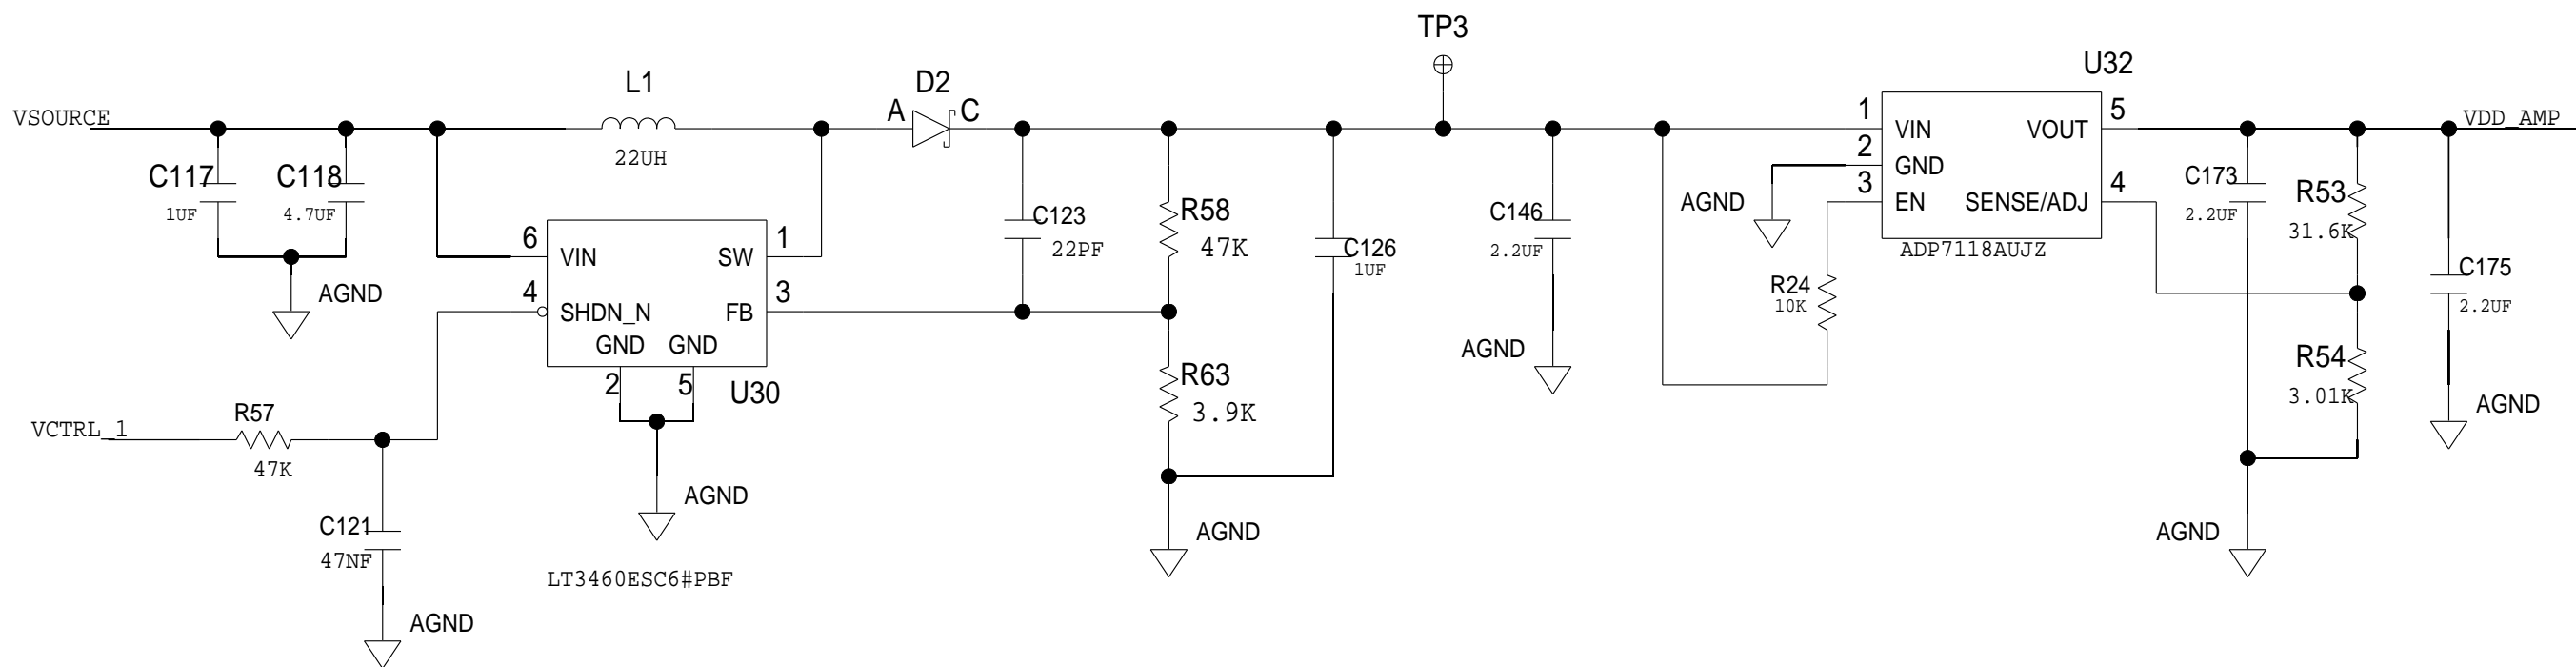 TP3
U32
L1
D2
A
C
VSOURCE
22UH
1
VIN
VOUT
5
VDD_AMP
2
GND
3
EN
SENSE/ADJ
4
AGND
ADP7118AUJZ
C117
1UF
C118
4.7UF
AGND
6
VIN
SW
1
4
SHDN_N
FB
3
GND
GND
2
5
U30
C123
22PF
R58
47K
C126
1UF
C146
2.2UF
AGND
R24
10K
C173
2.2UF
R53
31.6K
C175
2.2UF
R54
3.01K
AGND
R63
3.9K
VCTRL_1
R57
47K
AGND
C121
47NF
AGND
AGND
LT3460ESC6#PBF
AGND